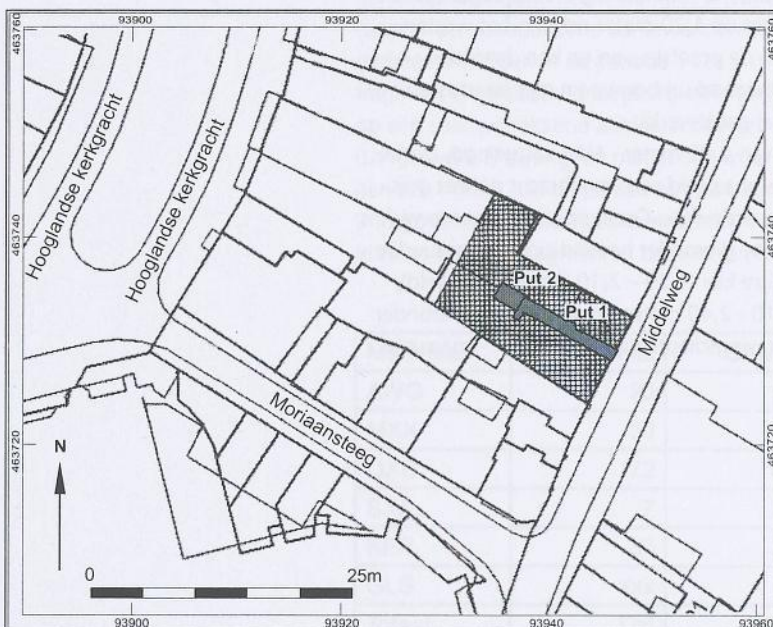 93900 93920 93940
463760 463760
Hooglandse kerkgracht
Hooglandse kerkgracht
463740 463740
Put 2
Put 1
Middelweg
Moriaansteeg
463720 463720
N
0 25m
93900 93920 93940 93960